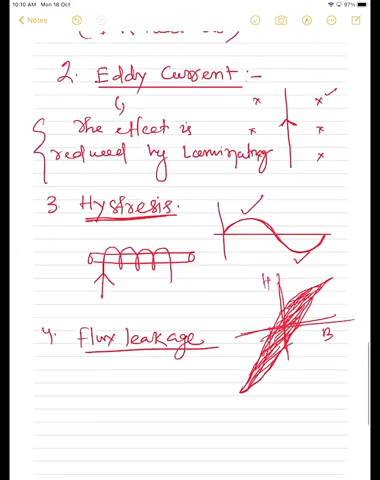 10:10 AM Mon 18 Oct
97%
Notes
2. Eddy Current :-
The effect is
reduced by Laminating
3. Hystresis.
H
B
4. flux leakage